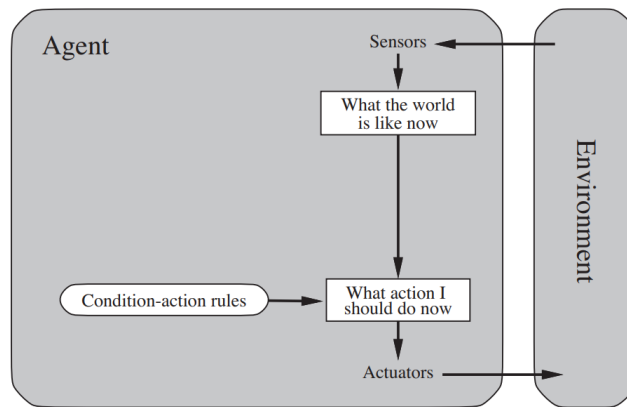 Agent
Sensors
What the world
is like now
Condition-action rules
What action I
should do now
Actuators
Environment